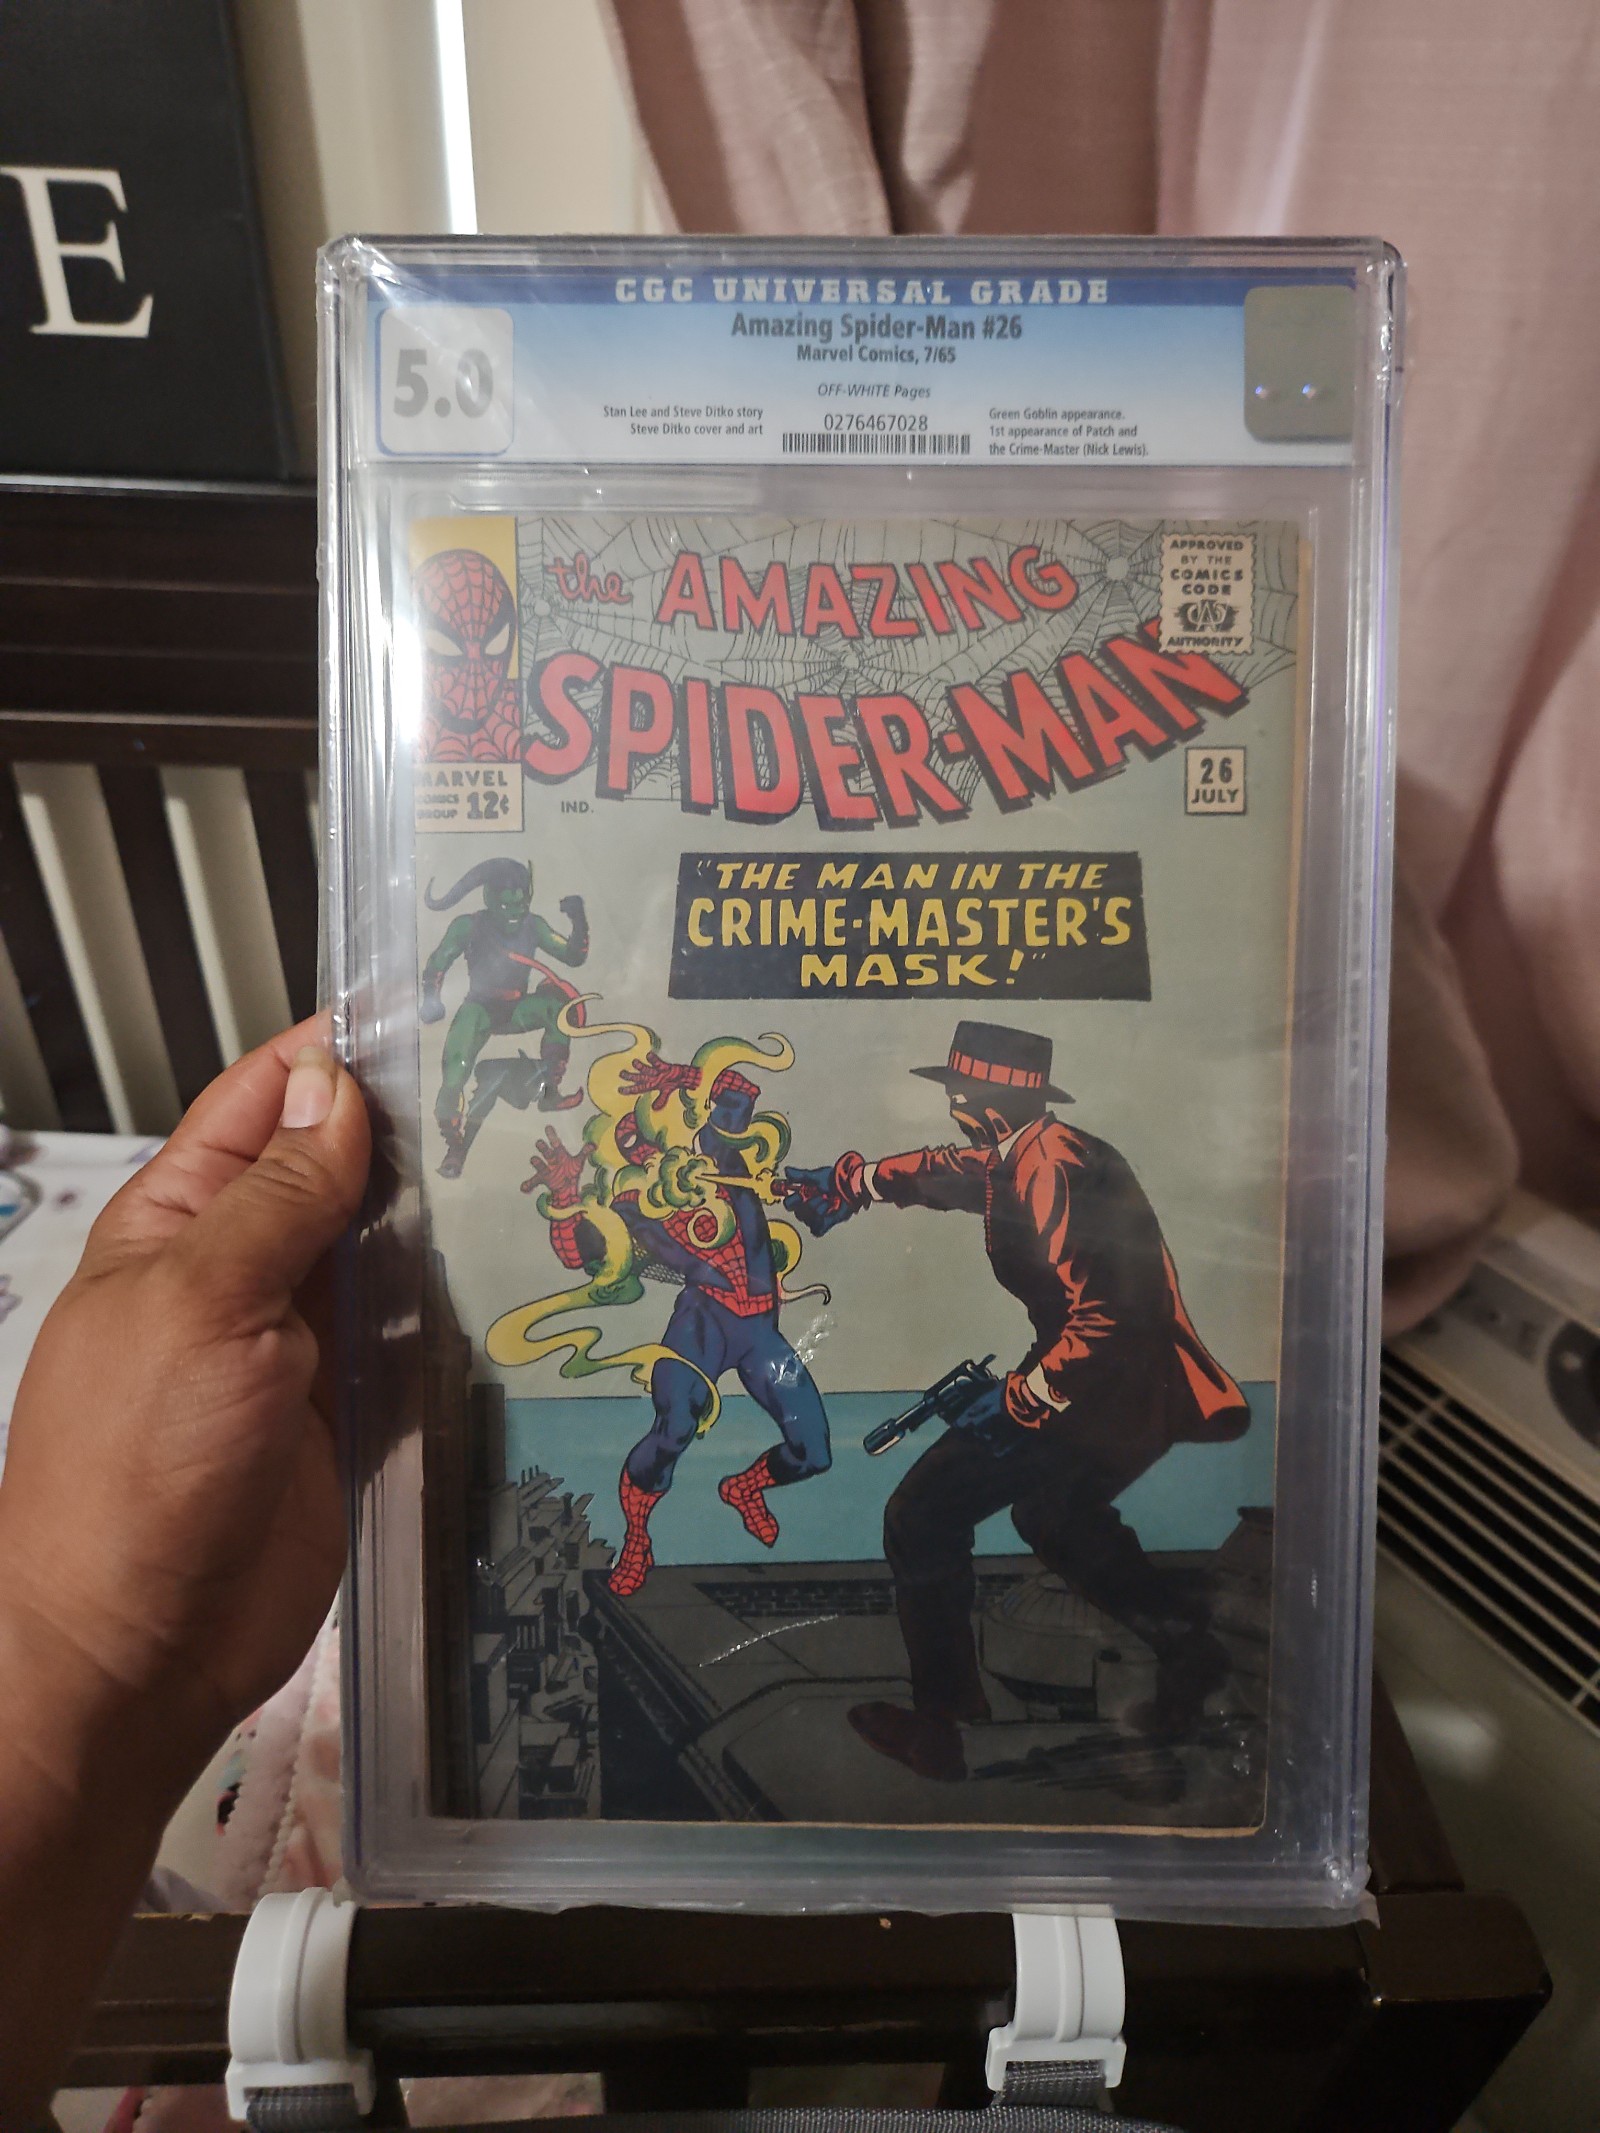 E
CGC UNIVERSAL GRADE
5.0
Amazing Spider-Man #26
Marvel Comics, 7/65
OFF-WHITE Pages
Stan Lee and Steve Ditko story
Steve Ditko cover and art
0276467028
Green Goblin appearance.
1st appearance of Patch and
the Crime-Master (Nick Lewis).
the AMAZING
SPIDER-MAN
APPROVED
BY THE
COMICS
CODE
CA
AUTHORITY
MARVEL
COMICS
GROUP 12¢
IND.
26
JULY
"THE MAN IN THE
CRIME-MASTER'S
MASK!"